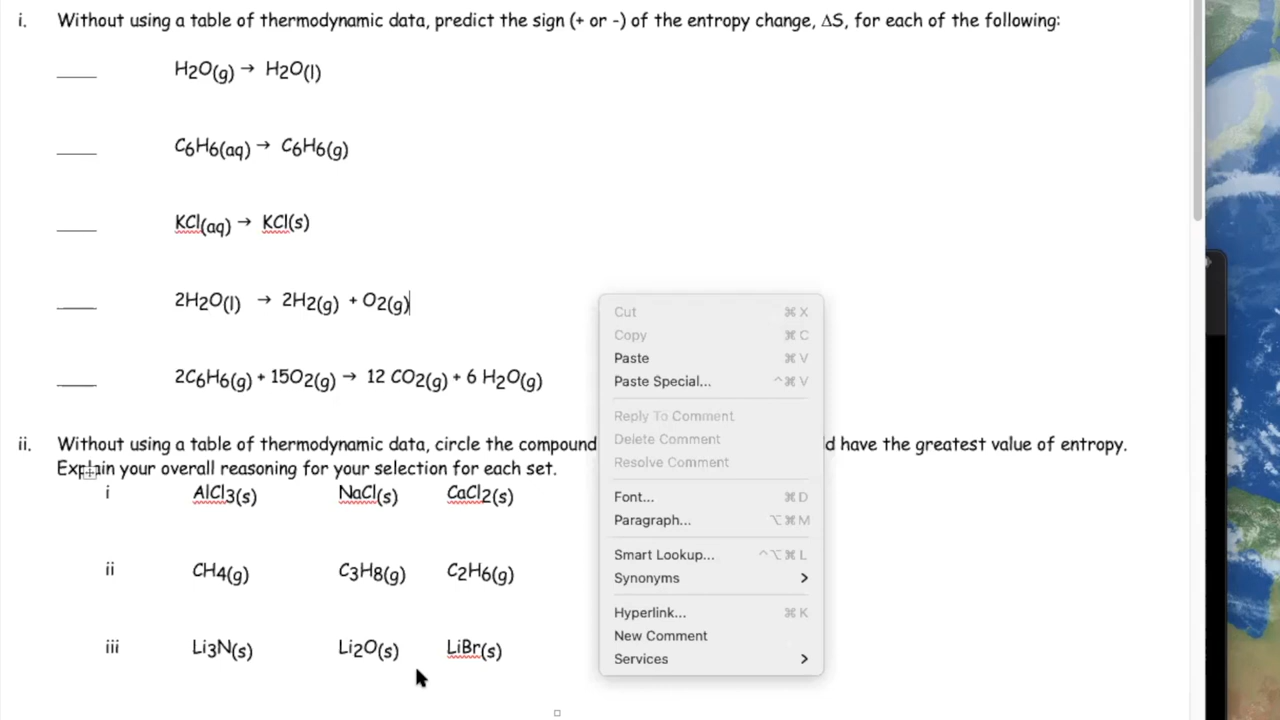 i. Without using a table of thermodynamic data, predict the sign (+ or -) of the entropy change, ΔS, for each of the following:
____ H2O(g) → H2O(l)
____ C6H6(aq) → C6H6(g)
____ KCl(aq) → KCl(s)
____ 2H2O(l) → 2H2(g) + O2(g)
____ 2C6H6(g) + 15O2(g) → 12 CO2(g) + 6 H2O(g)
ii. Without using a table of thermodynamic data, circle the compound d have the greatest value of entropy.
Explain your overall reasoning for your selection for each set.
i AlCl3(s) NaCl(s) CaCl2(s)
ii CH4(g) C3H8(g) C2H6(g)
iii Li3N(s) Li2O(s) LiBr(s)
Cut ⌘ X
Copy ⌘ C
Paste ⌘ V
Paste Special... ^⌘ V
Reply To Comment
Delete Comment
Resolve Comment
Font... ⌘ D
Paragraph... ⌥⌘ M
Smart Lookup... ^⌥⌘ L
Synonyms >
Hyperlink... ⌘ K
New Comment
Services >